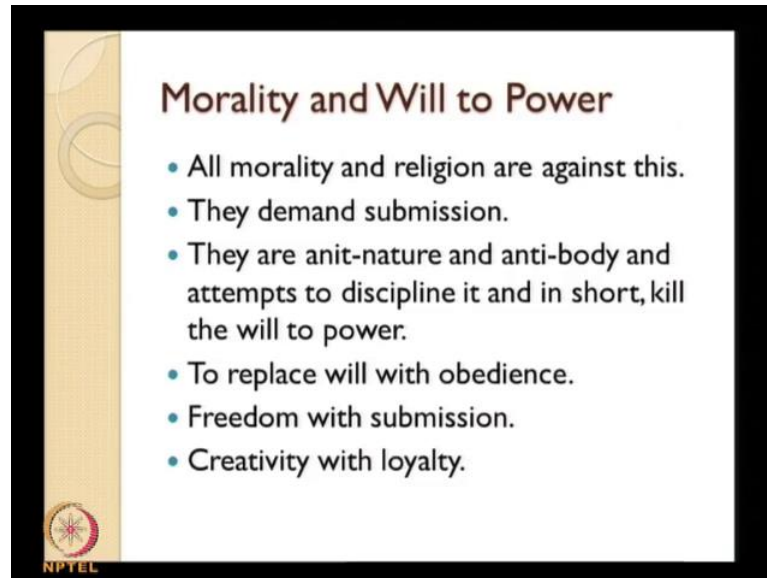 Morality and Will to Power
• All morality and religion are against this.
• They demand submission.
• They are anit-nature and anti-body and
attempts to discipline it and in short, kill
the will to power.
• To replace will with obedience.
• Freedom with submission.
• Creativity with loyalty.
NPTEL